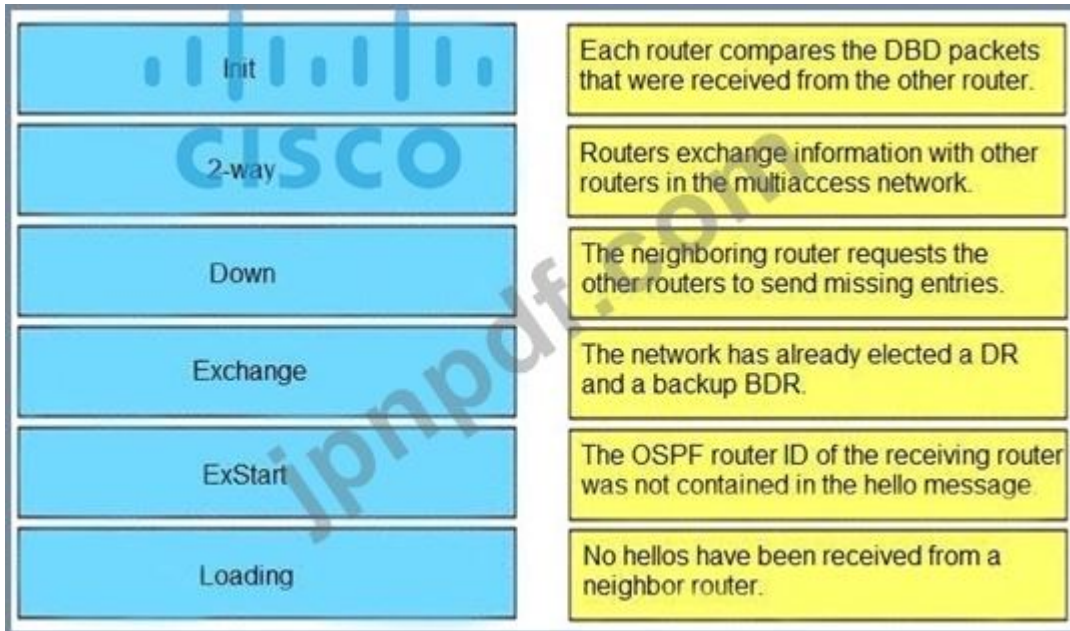 Init
CISCO
2-way
Down
Exchange
ExStart
Loading
Each router compares the DBD packets
that were received from the other router.
Routers exchange information with other
routers in the multiaccess network.
The neighboring router requests the
other routers to send missing entries.
The network has already elected a DR
and a backup BDR.
The OSPF router ID of the receiving router
was not contained in the hello message.
No hellos have been received from a
neighbor router.
jpnpdf.com